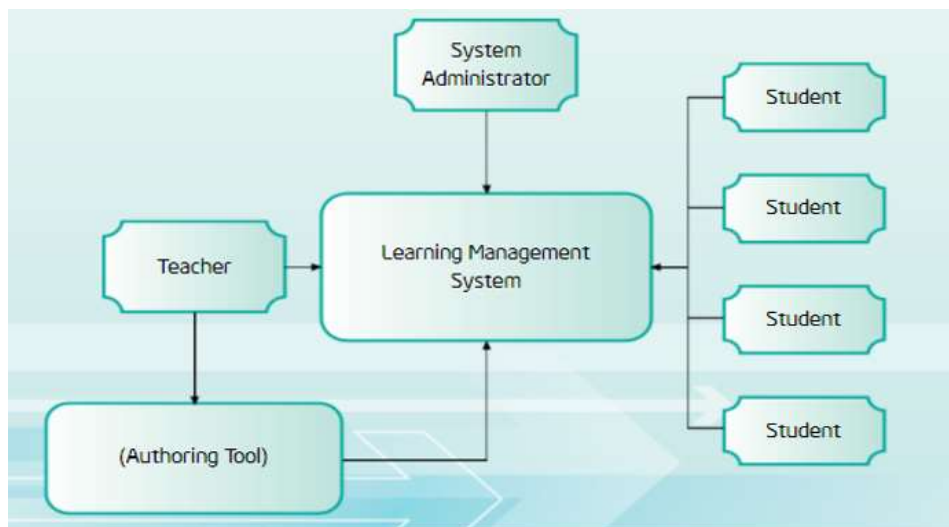 System
Administrator
Student
Student
Learning Management
System
Teacher
Student
(Authoring Tool)
Student